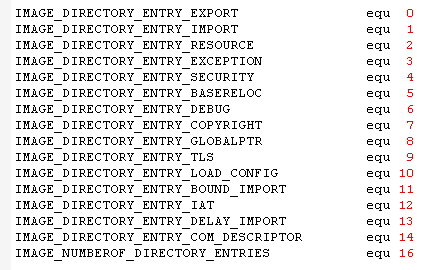 IMAGE_DIRECTORY_ENTRY_EXPORT equ 0
IMAGE_DIRECTORY_ENTRY_IMPORT equ 1
IMAGE_DIRECTORY_ENTRY_RESOURCE equ 2
IMAGE_DIRECTORY_ENTRY_EXCEPTION equ 3
IMAGE_DIRECTORY_ENTRY_SECURITY equ 4
IMAGE_DIRECTORY_ENTRY_BASERELOC equ 5
IMAGE_DIRECTORY_ENTRY_DEBUG equ 6
IMAGE_DIRECTORY_ENTRY_COPYRIGHT equ 7
IMAGE_DIRECTORY_ENTRY_GLOBALPTR equ 8
IMAGE_DIRECTORY_ENTRY_TLS equ 9
IMAGE_DIRECTORY_ENTRY_LOAD_CONFIG equ 10
IMAGE_DIRECTORY_ENTRY_BOUND_IMPORT equ 11
IMAGE_DIRECTORY_ENTRY_IAT equ 12
IMAGE_DIRECTORY_ENTRY_DELAY_IMPORT equ 13
IMAGE_DIRECTORY_ENTRY_COM_DESCRIPTOR equ 14
IMAGE_NUMBEROF_DIRECTORY_ENTRIES equ 16